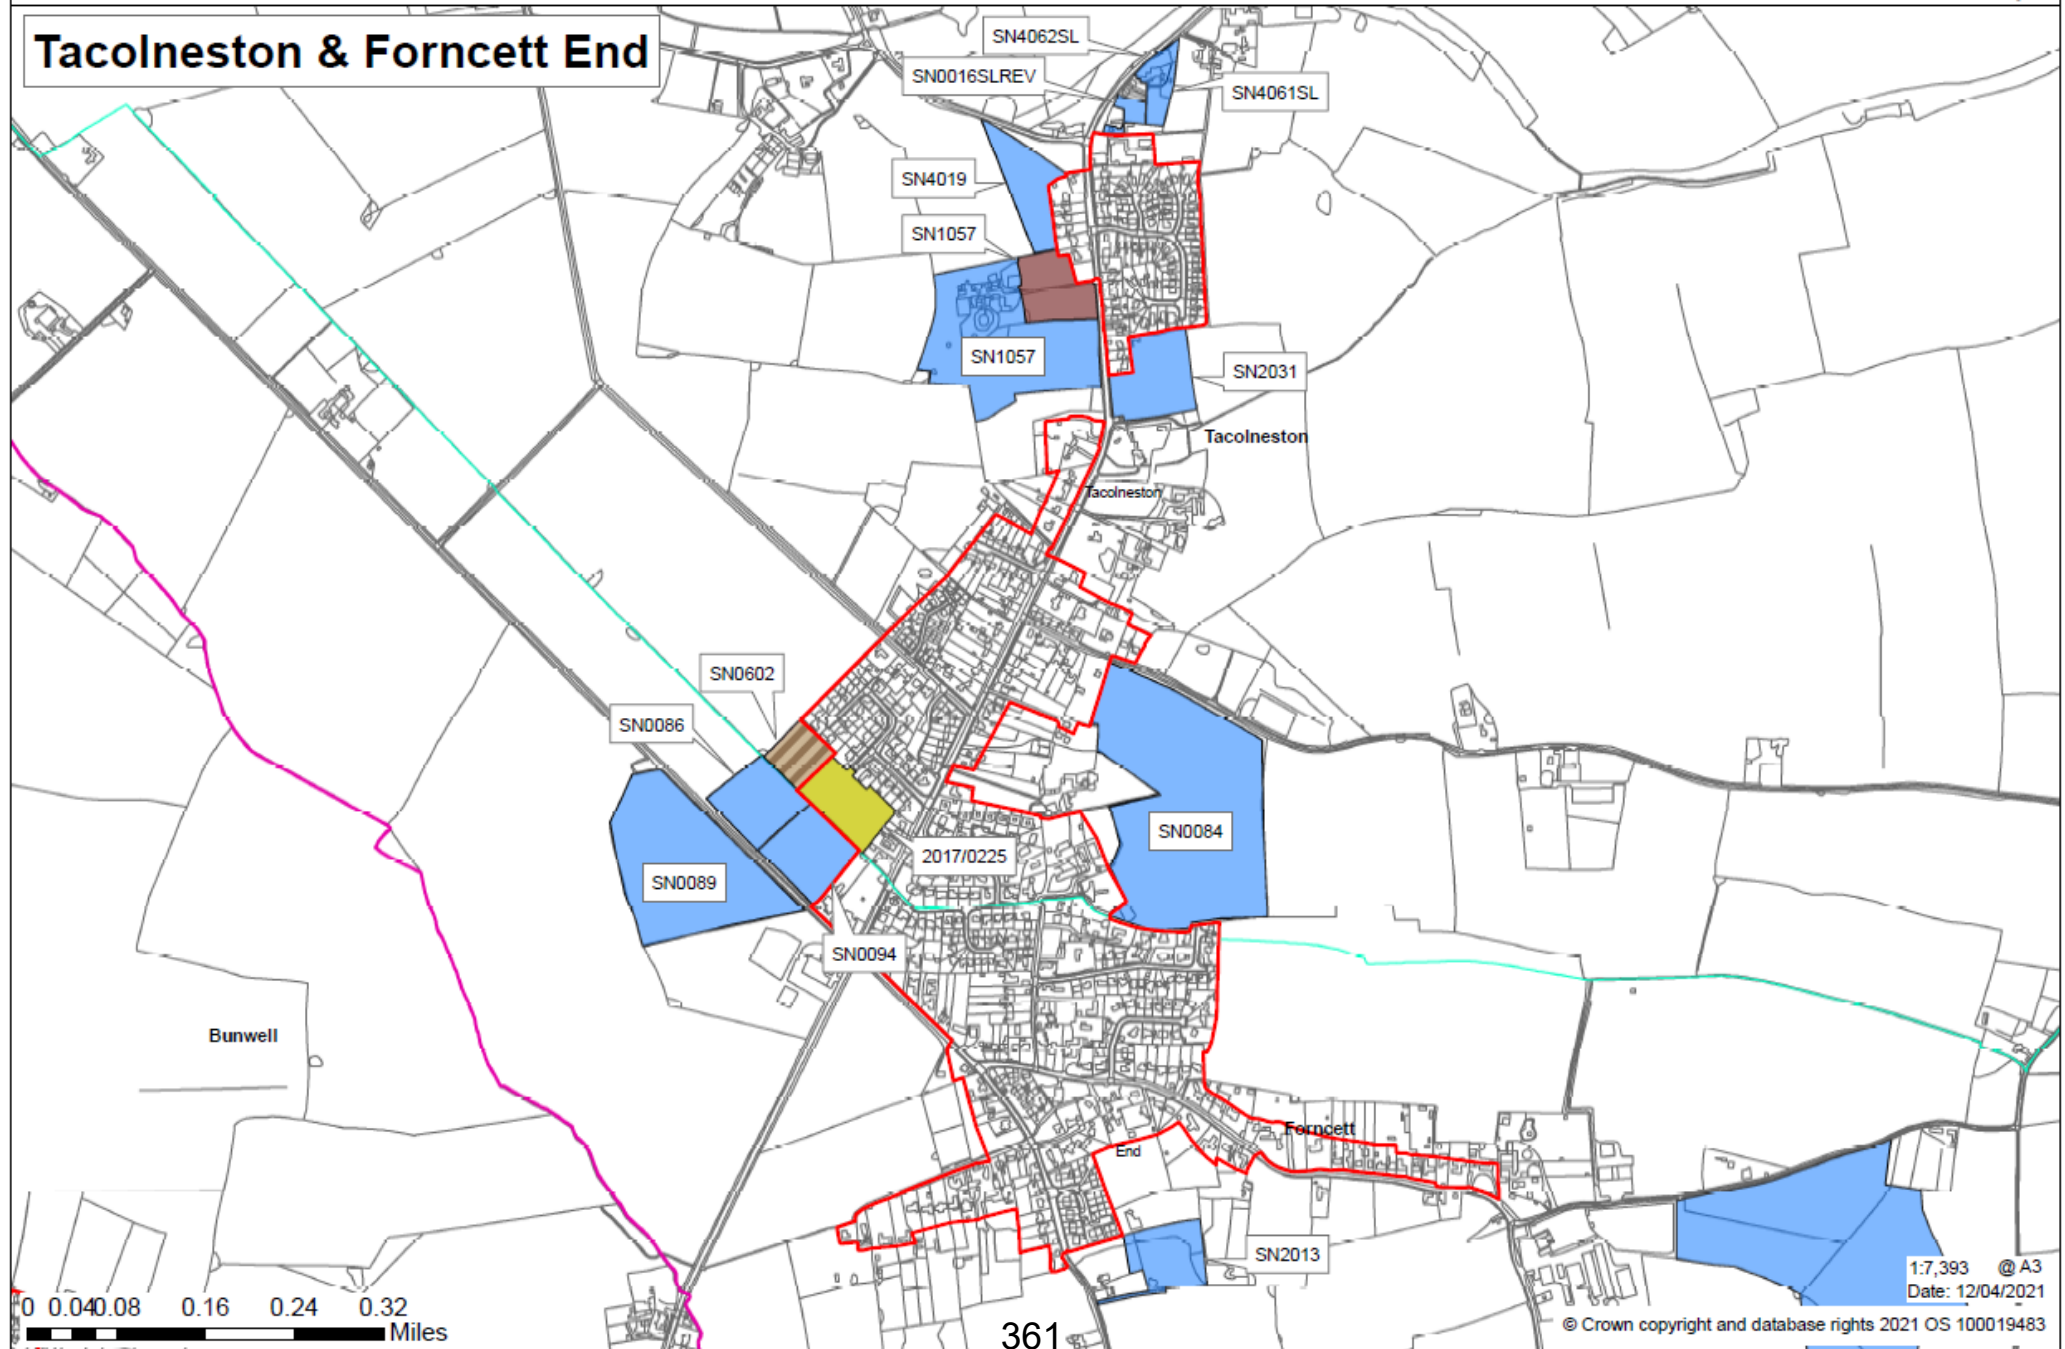 Tacolneston & Forncett End
SN4062SL
SN0016SLREV
SN4061SL
SN4019
SN1057
SN1057
SN2031
Tacolneston
Tacolneston
SN0602
SN0086
SN0084
2017/0225
SN0089
SN0094
Bunwell
Forncett
End
SN2013
1:7,393 @ A3
Date: 12/04/2021
0 0.04 0.08 0.16 0.24 0.32
Miles
© Crown copyright and database rights 2021 OS 100019483
361